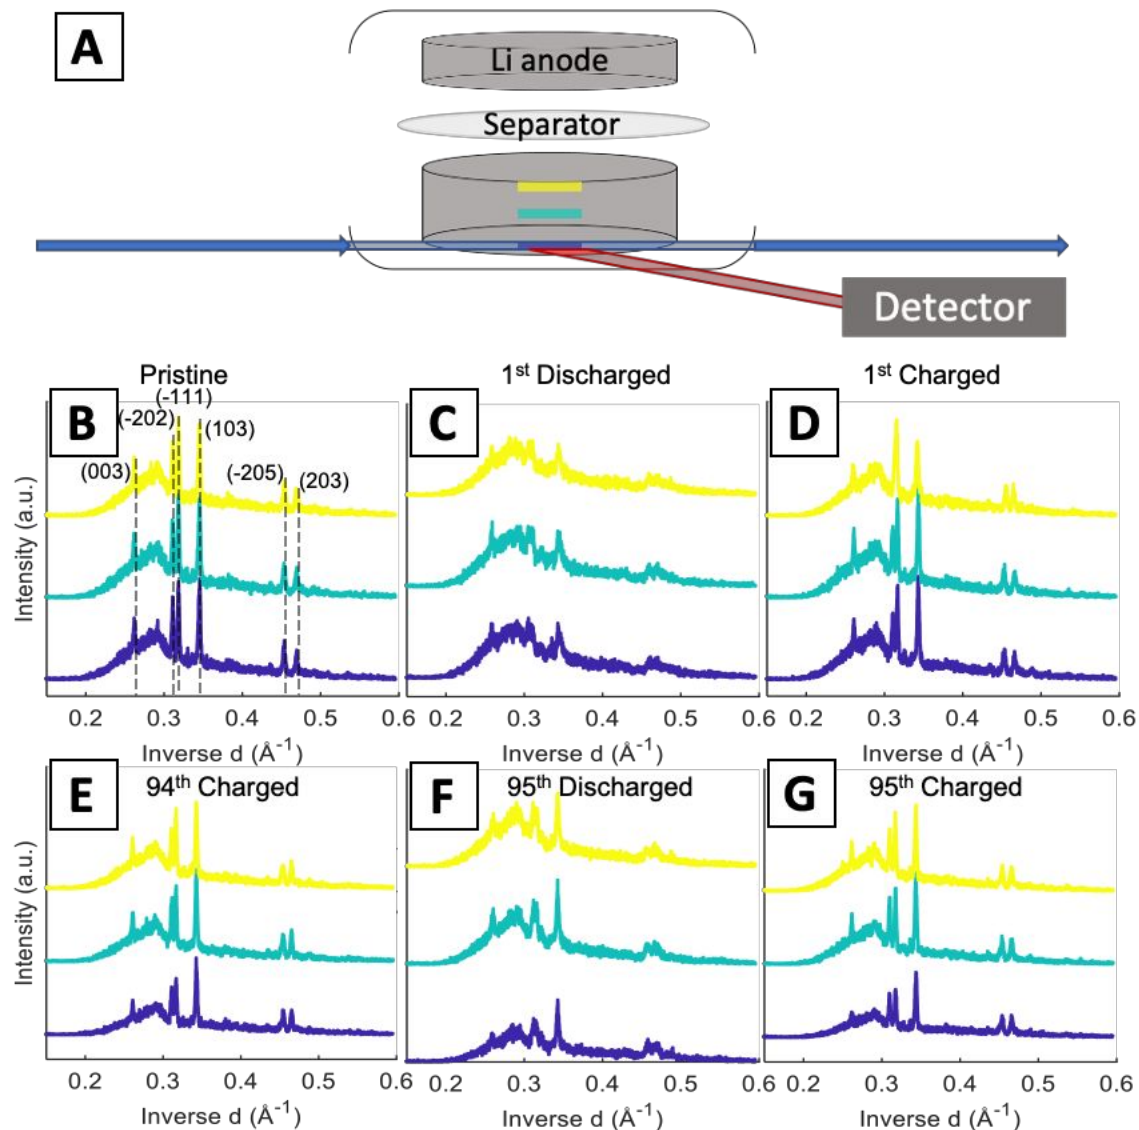 A
Li anode
Separator
Detector
Pristine
1st Discharged
1st Charged
B
C
D
(-111)
(-202)
(103)
(003)
(-205)
(203)
Intensity (a.u.)
0.2 0.3 0.4 0.5 0.6
0.2 0.3 0.4 0.5 0.6
0.2 0.3 0.4 0.5 0.6
Inverse d (Å-1)
Inverse d (Å-1)
Inverse d (Å-1)
E
94th Charged
F
95th Discharged
G
95th Charged
Intensity (a.u.)
0.2 0.3 0.4 0.5 0.6
0.2 0.3 0.4 0.5 0.6
0.2 0.3 0.4 0.5 0.6
Inverse d (Å-1)
Inverse d (Å-1)
Inverse d (Å-1)